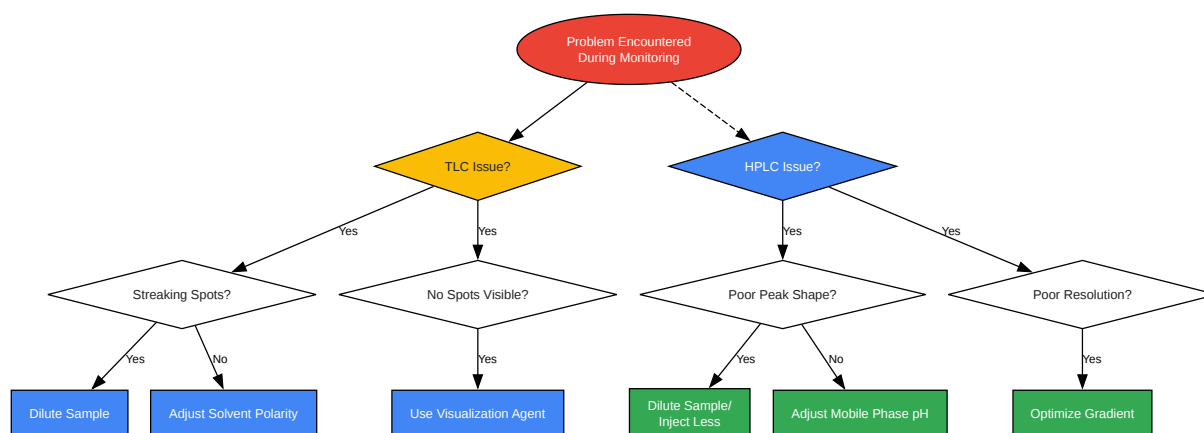 Problem Encountered
During Monitoring
TLC Issue?
HPLC Issue?
Yes
Yes
Yes
Yes
Streaking Spots?
No Spots Visible?
Poor Peak Shape?
Poor Resolution?
Yes
No
Yes
Yes
No
Yes
Dilute Sample
Adjust Solvent Polarity
Use Visualization Agent
Dilute Sample/
Inject Less
Adjust Mobile Phase pH
Optimize Gradient